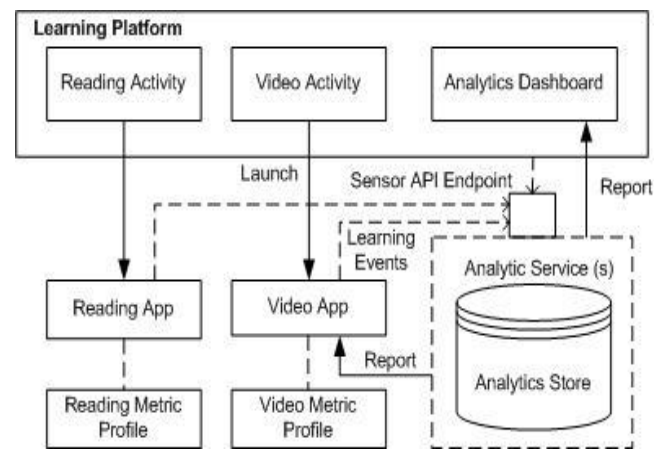 Learning Platform
Reading Activity
Video Activity
Analytics Dashboard
Launch
Sensor API Endpoint
Report
Learning
Events
Analytic Service (s)
Reading App
Video App
Report
Analytics Store
Reading Metric
Profile
Video Metric
Profile